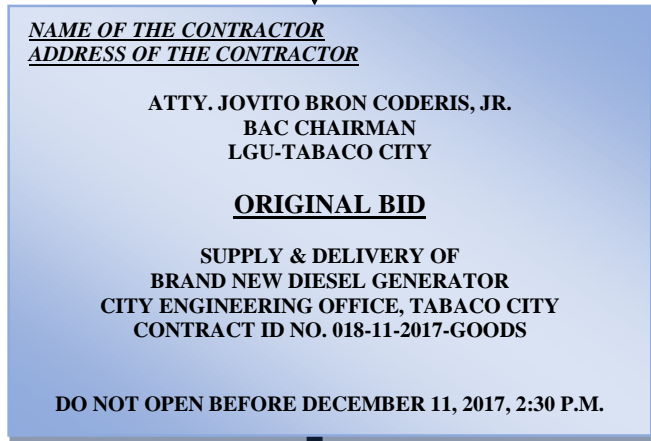 NAME OF THE CONTRACTOR
ADDRESS OF THE CONTRACTOR
ATTY. JOVITO BRON CODERIS, JR.
BAC CHAIRMAN
LGU-TABACO CITY
ORIGINAL BID
SUPPLY & DELIVERY OF
BRAND NEW DIESEL GENERATOR
CITY ENGINEERING OFFICE, TABACO CITY
CONTRACT ID NO. 018-11-2017-GOODS
DO NOT OPEN BEFORE DECEMBER 11, 2017, 2:30 P.M.